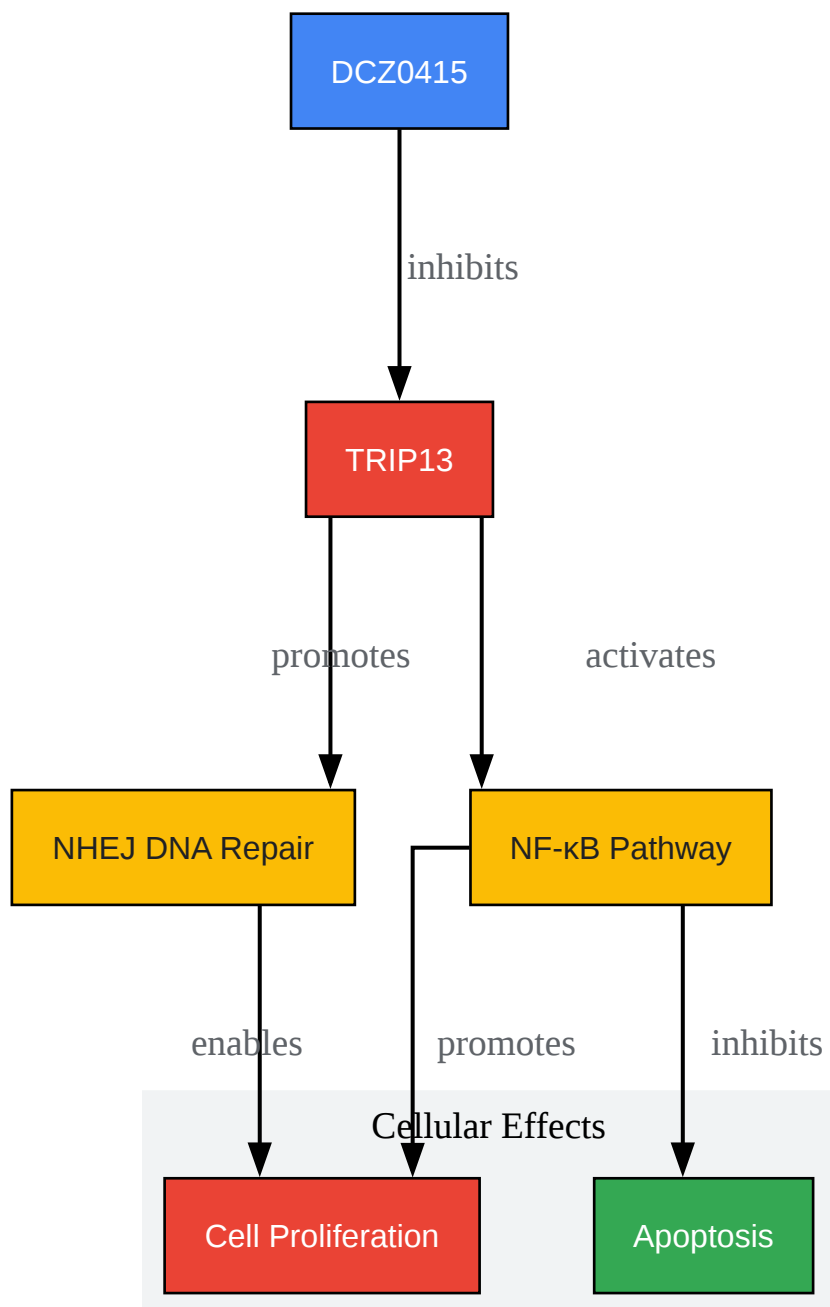 DCZ0415
inhibits
TRIP13
promotes
activates
NHEJ DNA Repair
NF-κB Pathway
enables
promotes
inhibits
Cellular Effects
Cell Proliferation
Apoptosis